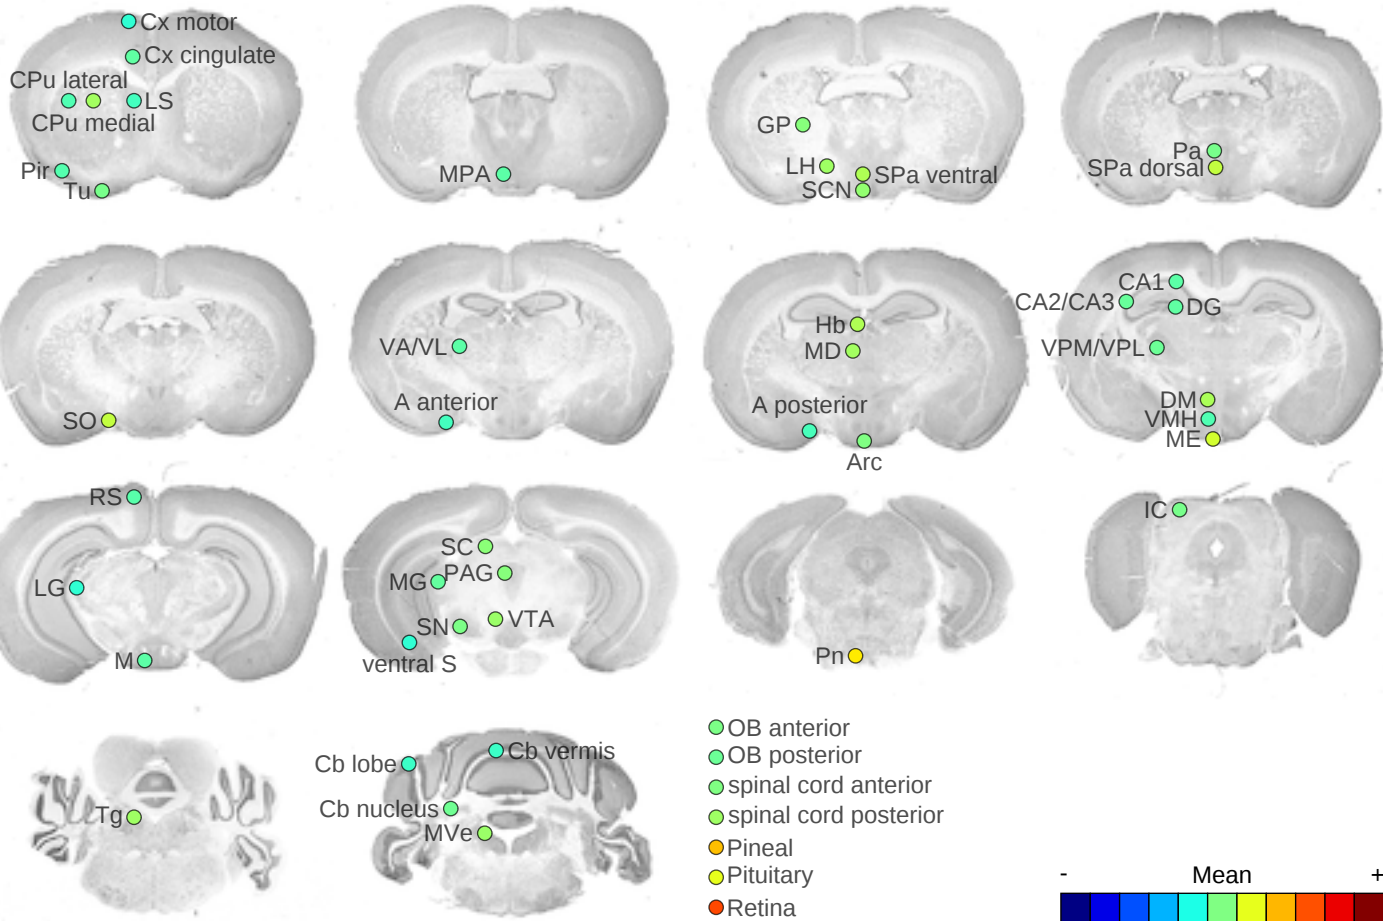 Cx motor
Cx cingulate
CPu lateral
LS
CPu medial
Pir
Tu
MPA
GP
LH
SPa ventral
SCN
Pa
SPa dorsal
SO
VA/VL
A anterior
Hb
MD
A posterior
Arc
CA1
CA2/CA3
DG
VPM/VPL
DM
VMH
ME
RS
LG
M
SC
MG
PAG
SN
VTA
ventral S
Pn
IC
Tg
Cb lobe
Cb vermis
Cb nucleus
MVe
OB anterior
OB posterior
spinal cord anterior
spinal cord posterior
Pineal
Pituitary
Retina
- Mean +